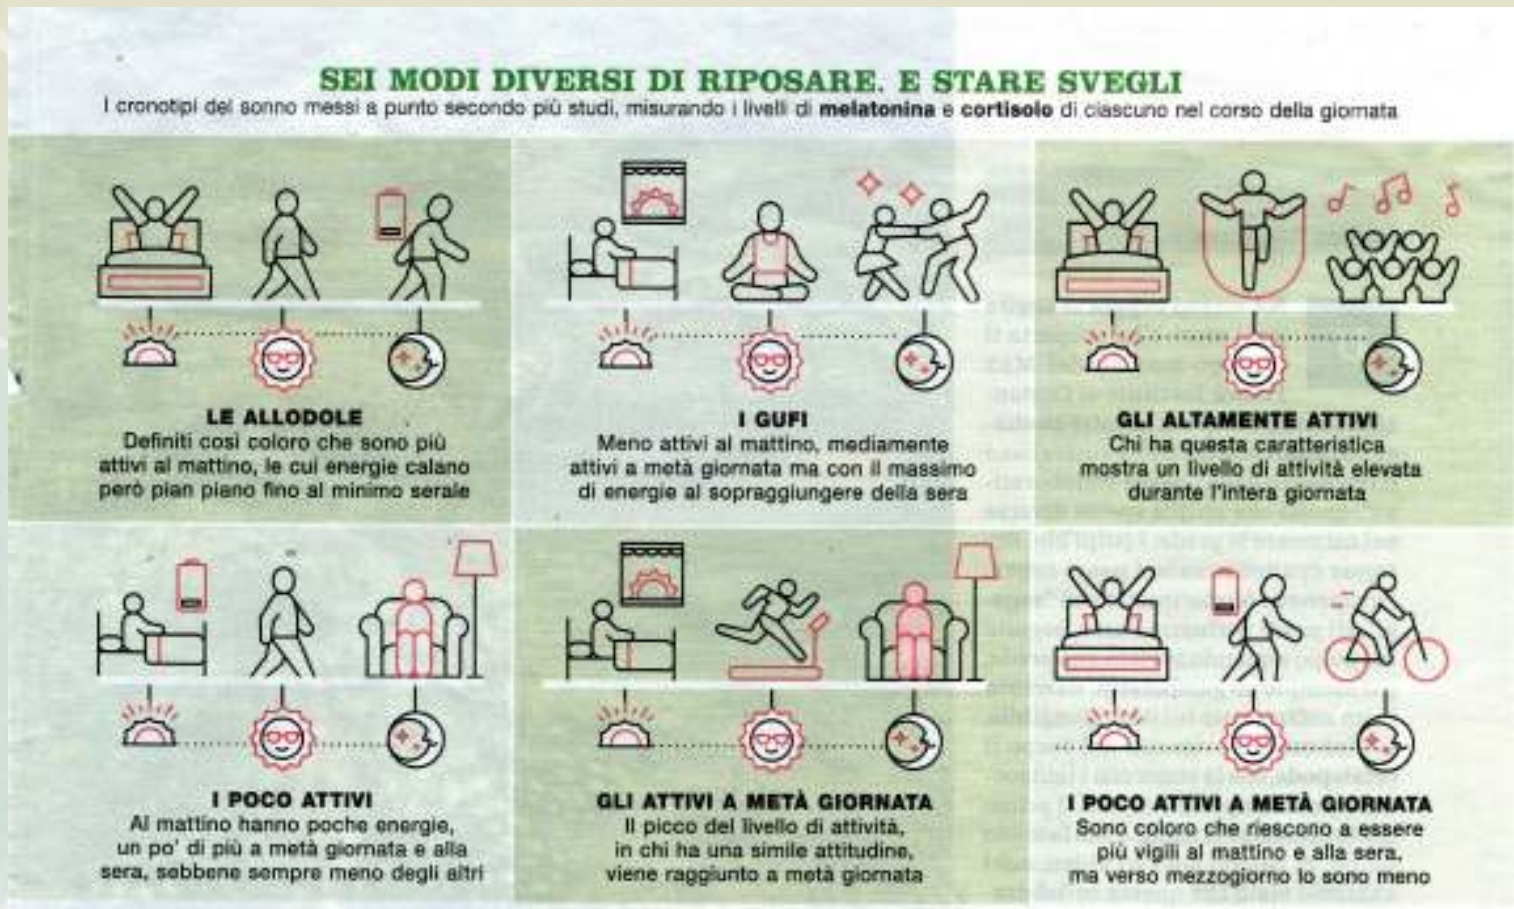 SEI MODI DIVERSI DI RIPOSARE. E STARE SVEGLI
I cronotipi del sonno messi a punto secondo più studi, misurando i livelli di melatonina e cortisolo di ciascuno nel corso della giornata
LE ALLODOLE
Definiti così coloro che sono più
attivi al mattino, le cui energie calano
però pian piano fino al minimo serale
I GUFI
Meno attivi al mattino, mediamente
attivi a metà giornata ma con il massimo
di energie al sopraggiungere della sera
GLI ALTAMENTE ATTIVI
Chi ha questa caratteristica
mostra un livello di attività elevata
durante l'intera giornata
I POCO ATTIVI
Al mattino hanno poche energie,
un po' di più a metà giornata e alla
sera, sebbene sempre meno degli altri
GLI ATTIVI A METÀ GIORNATA
Il picco del livello di attività,
in chi ha una simile attitudine,
viene raggiunto a metà giornata
I POCO ATTIVI A METÀ GIORNATA
Sono coloro che riescono a essere
più vigili al mattino e alla sera,
ma verso mezzogiorno lo sono meno